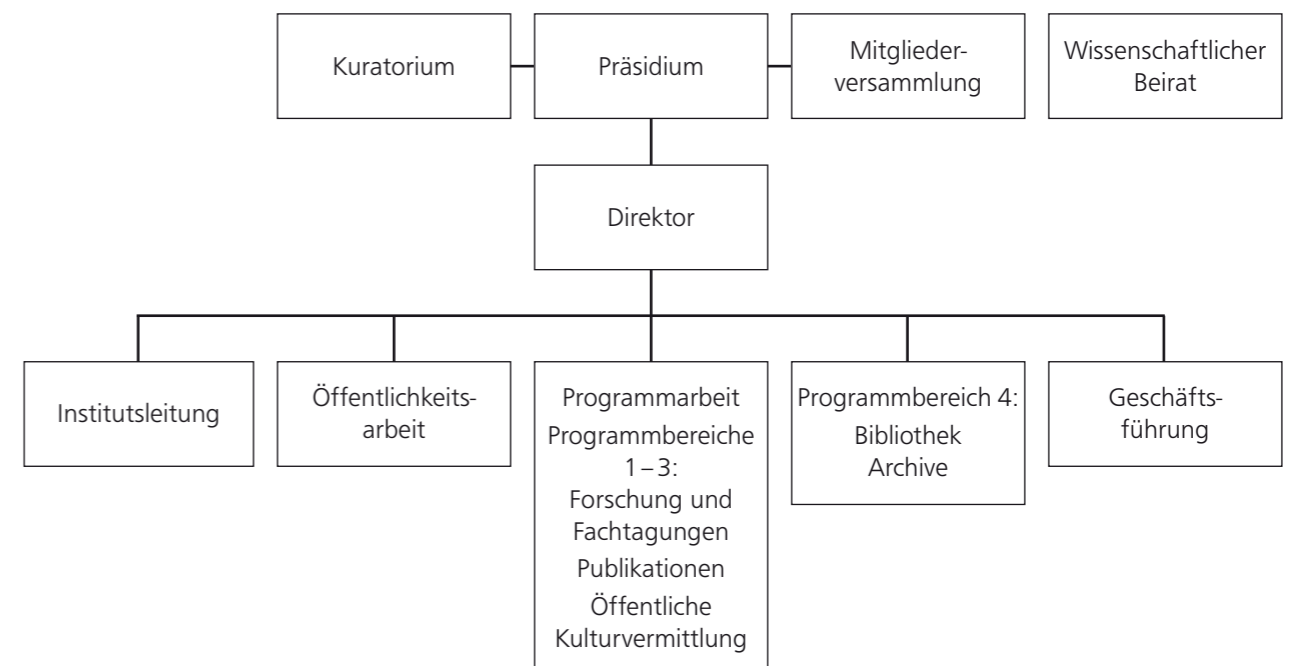 Kuratorium
Präsidium
Mitglieder-
versammlung
Wissenschaftlicher
Beirat
Direktor
Institutsleitung
Öffentlichkeits-
arbeit
Programmarbeit
Programmbereiche
1 – 3:
Forschung und
Fachtagungen
Publikationen
Öffentliche
Kulturvermittlung
Programmbereich 4:
Bibliothek
Archive
Geschäfts-
führung